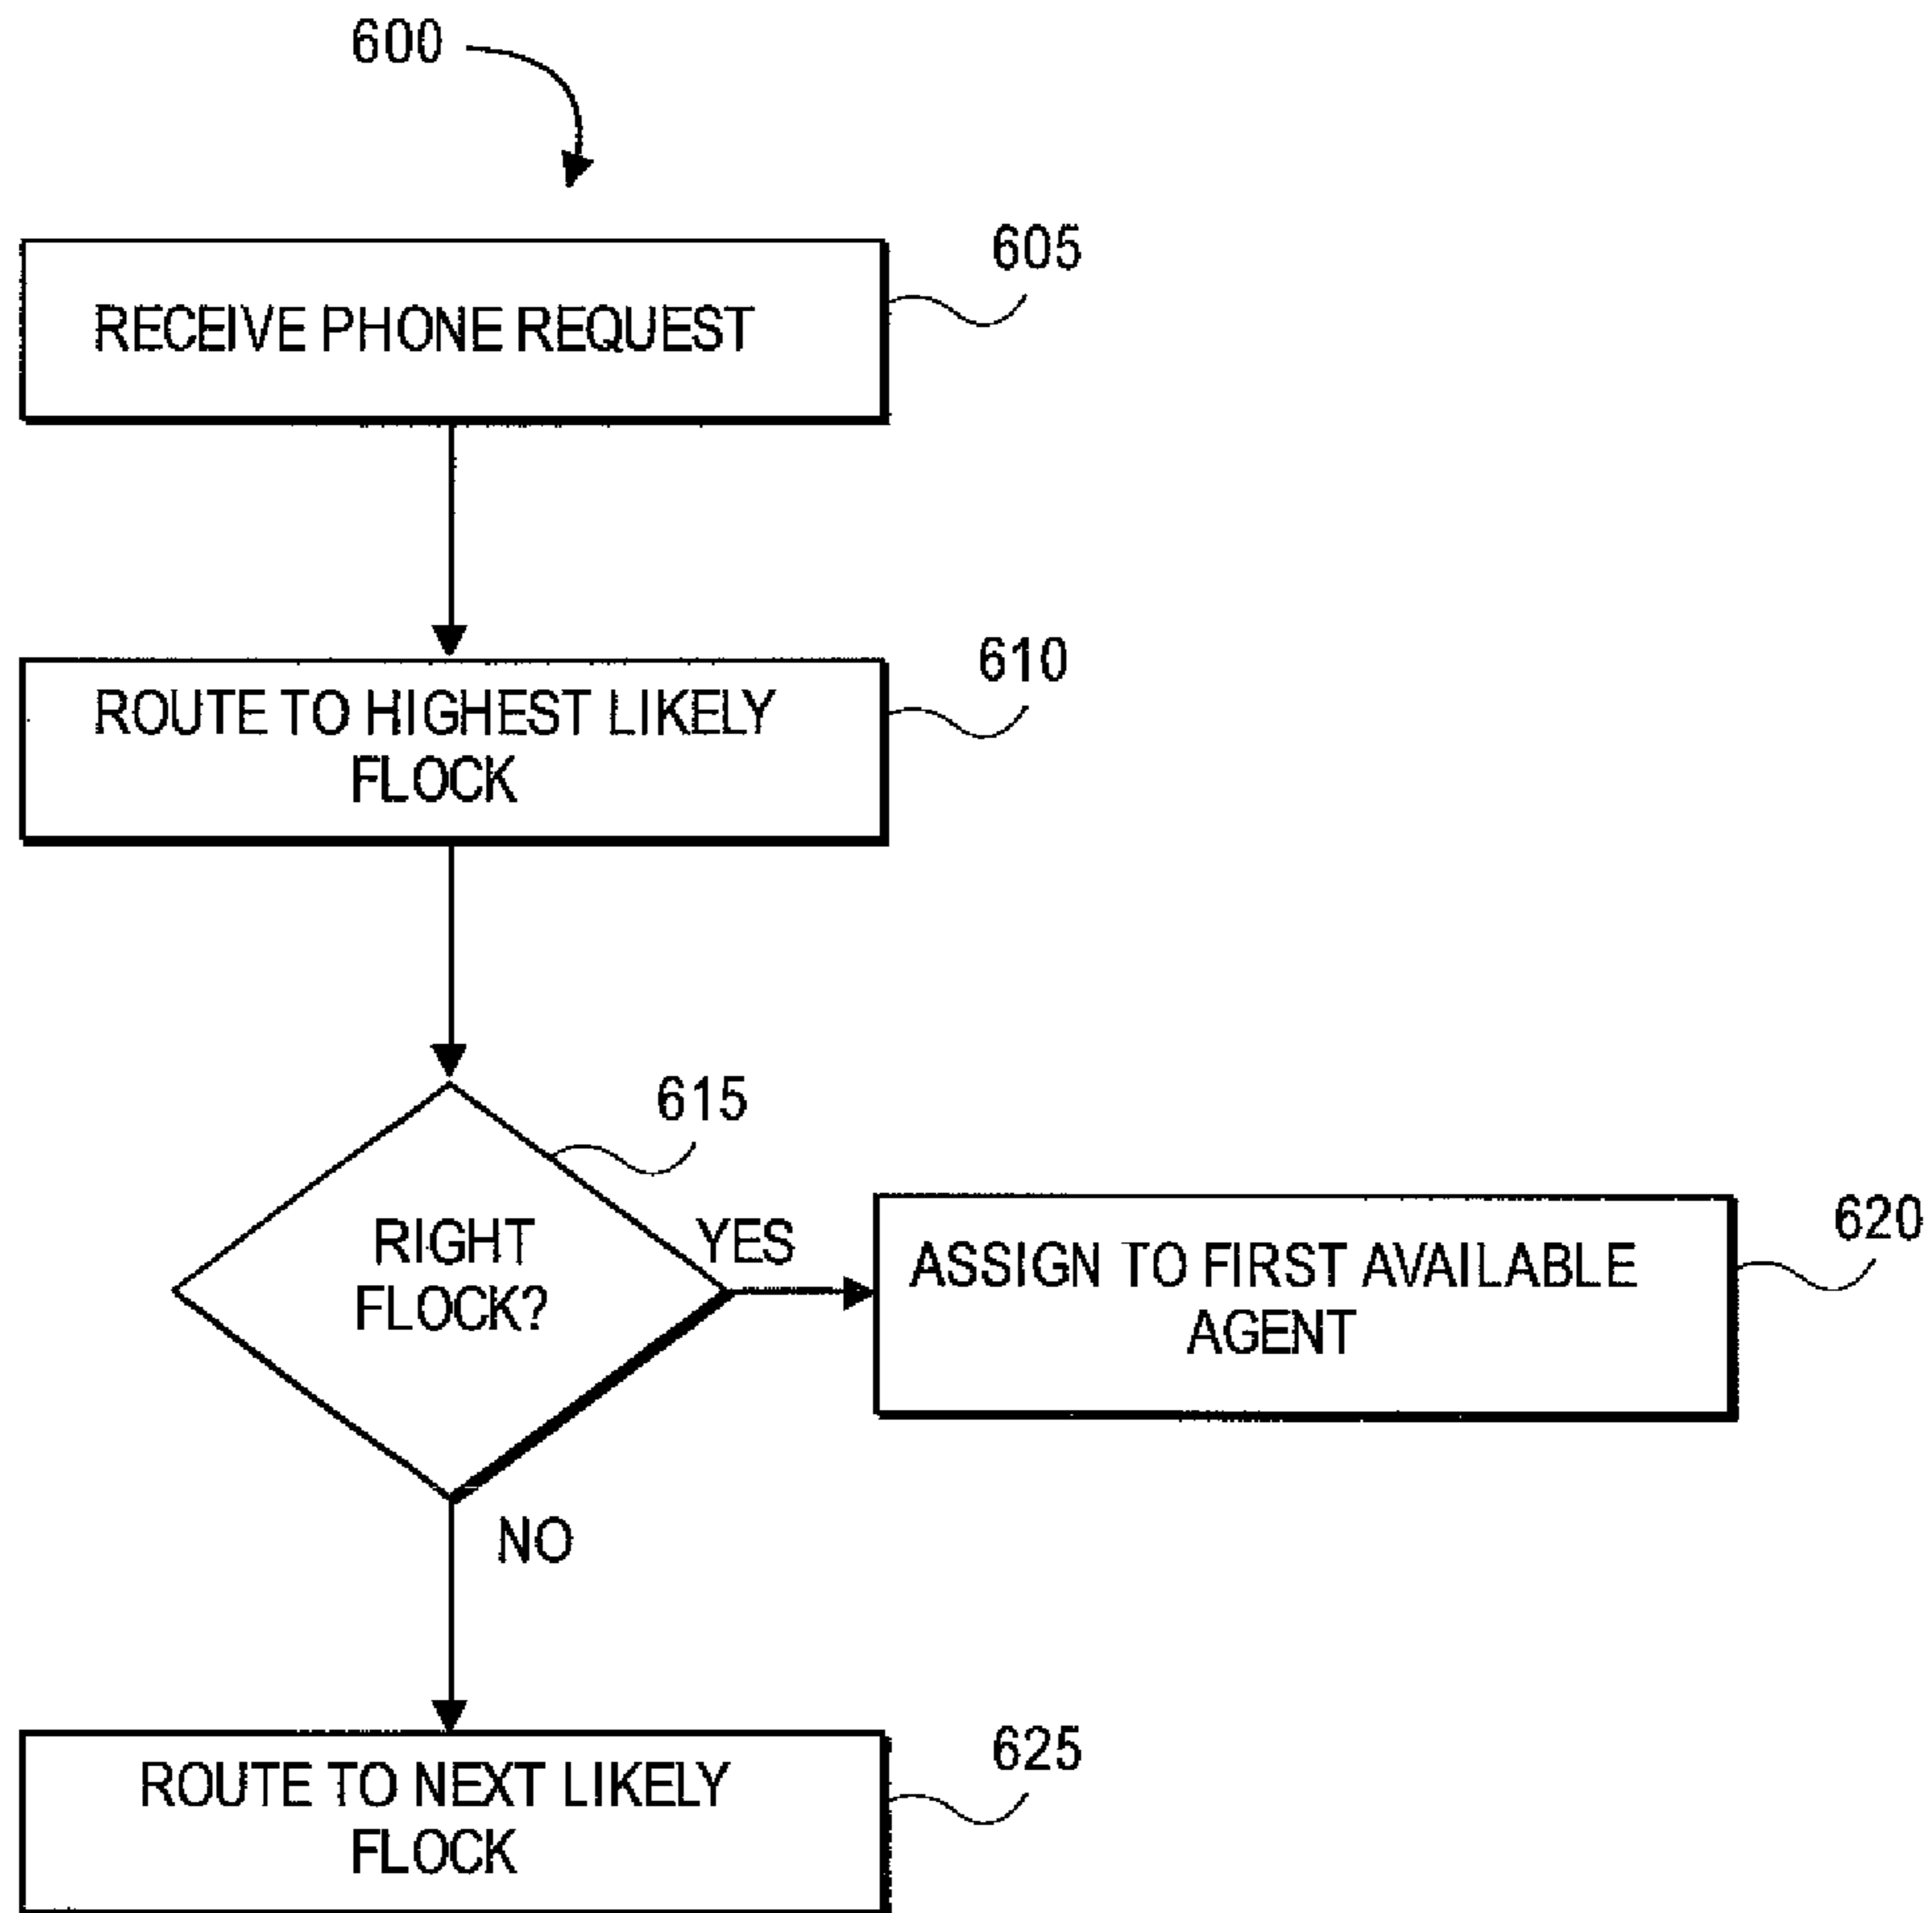 600
605
RECEIVE PHONE REQUEST
610
ROUTE TO HIGHEST LIKELY
FLOCK
615
RIGHT
FLOCK?
YES
620
ASSIGN TO FIRST AVAILABLE
AGENT
NO
625
ROUTE TO NEXT LIKELY
FLOCK